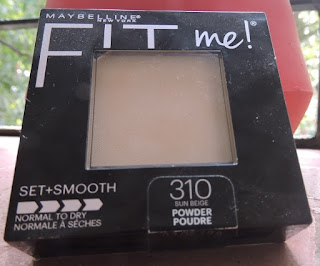 MAYBELLINE®
NEW YORK
FIT me!®
SET+SMOOTH
NORMAL TO DRY
NORMALE À SÈCHES
310
SUN BEIGE
POWDER
POUDRE